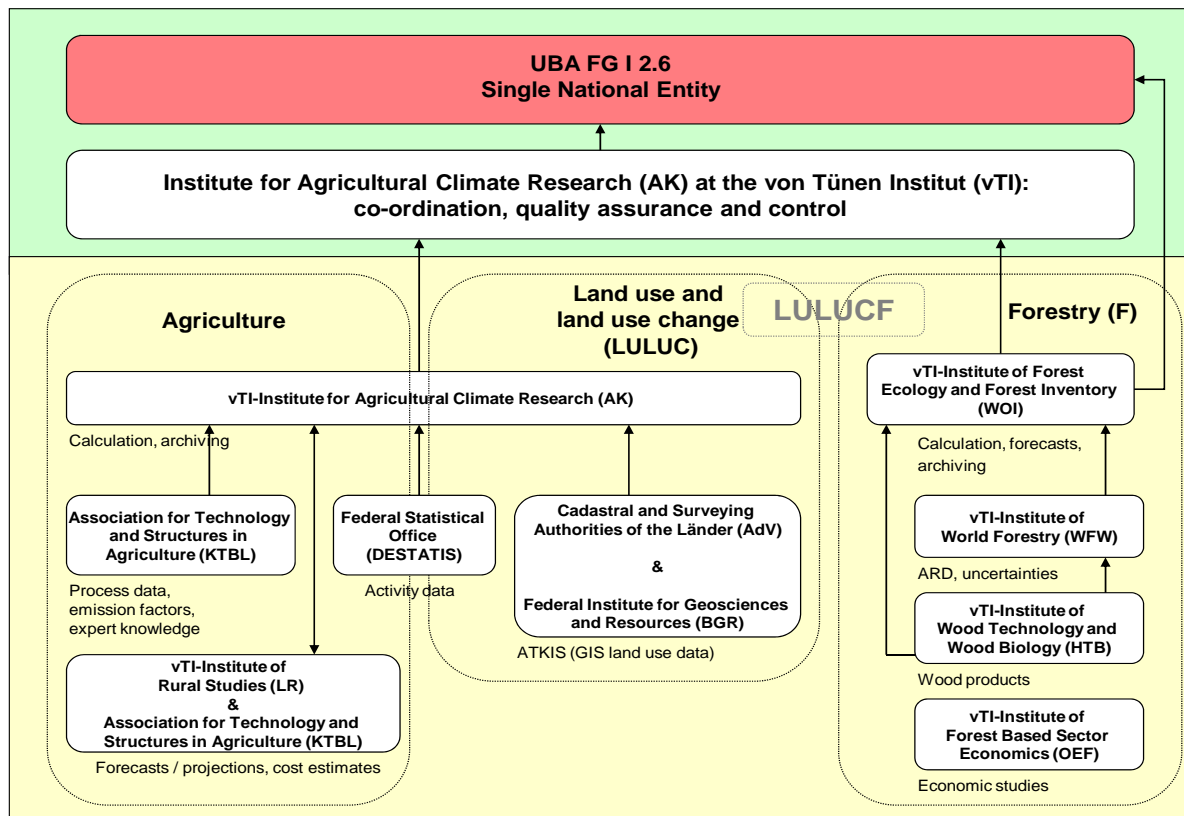 UBA FG I 2.6
Single National Entity
Institute for Agricultural Climate Research (AK) at the von Tünen Institut (vTI):
co-ordination, quality assurance and control
Agriculture
Land use and
land use change
(LULUC)
LULUCF
Forestry (F)
vTI-Institute for Agricultural Climate Research (AK)
Calculation, archiving
vTI-Institute of Forest
Ecology and Forest Inventory
(WOI)
Calculation, forecasts,
archiving
Association for Technology
and Structures in
Agriculture (KTBL)
Process data,
emission factors,
expert knowledge
Federal Statistical
Office
(DESTATIS)
Activity data
Cadastral and Surveying
Authorities of the Länder (AdV)
&
Federal Institute for Geosciences
and Resources (BGR)
ATKIS (GIS land use data)
vTI-Institute of
World Forestry (WFW)
ARD, uncertainties
vTI-Institute of
Wood Technology and
Wood Biology (HTB)
Wood products
vTI-Institute of
Rural Studies (LR)
&
Association for Technology and
Structures in Agriculture (KTBL)
Forecasts / projections, cost estimates
vTI-Institute of
Forest Based Sector
Economics (OEF)
Economic studies